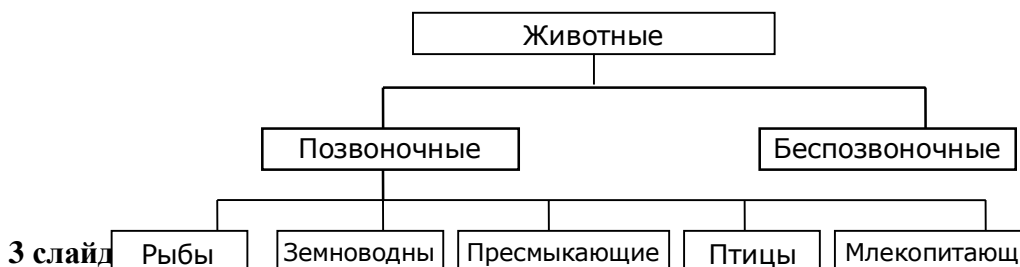 Животные
Позвоночные Беспозвоночные
3 слайд Рыбы Земноводны Пресмыкающие Птицы Млекопитающ